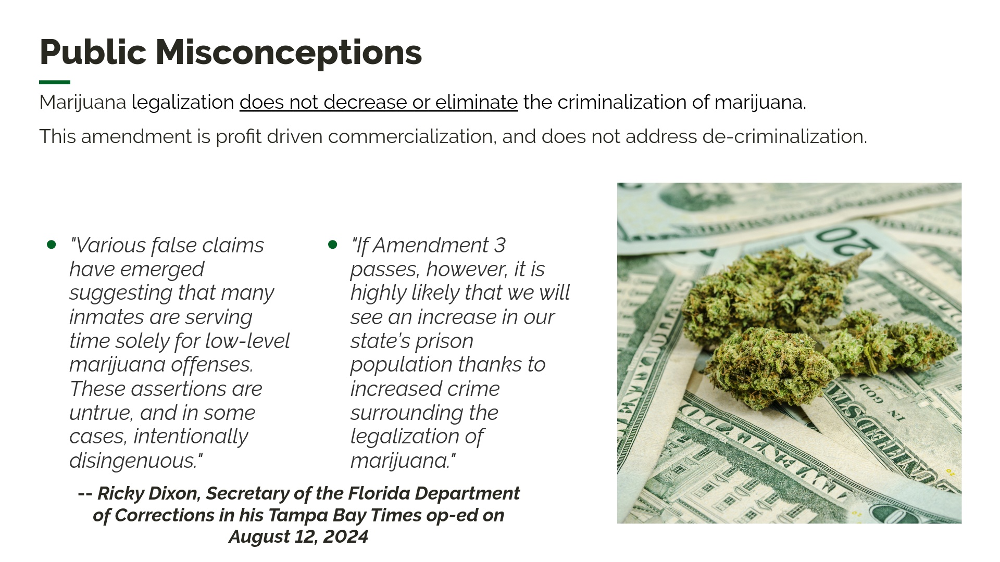 Public Misconceptions
Marijuana legalization does not decrease or eliminate the criminalization of marijuana.
This amendment is profit driven commercialization, and does not address de-criminalization.
"Various false claims
have emerged
suggesting that many
inmates are serving
time solely for low-level
marijuana offenses.
These assertions are
untrue, and in some
cases, intentionally
disingenuous."
"If Amendment 3
passes, however, it is
highly likely that we will
see an increase in our
state’s prison
population thanks to
increased crime
surrounding the
legalization of
marijuana."
-- Ricky Dixon, Secretary of the Florida Department
of Corrections in his Tampa Bay Times op-ed on
August 12, 2024
20
IN
GOD
UNITED